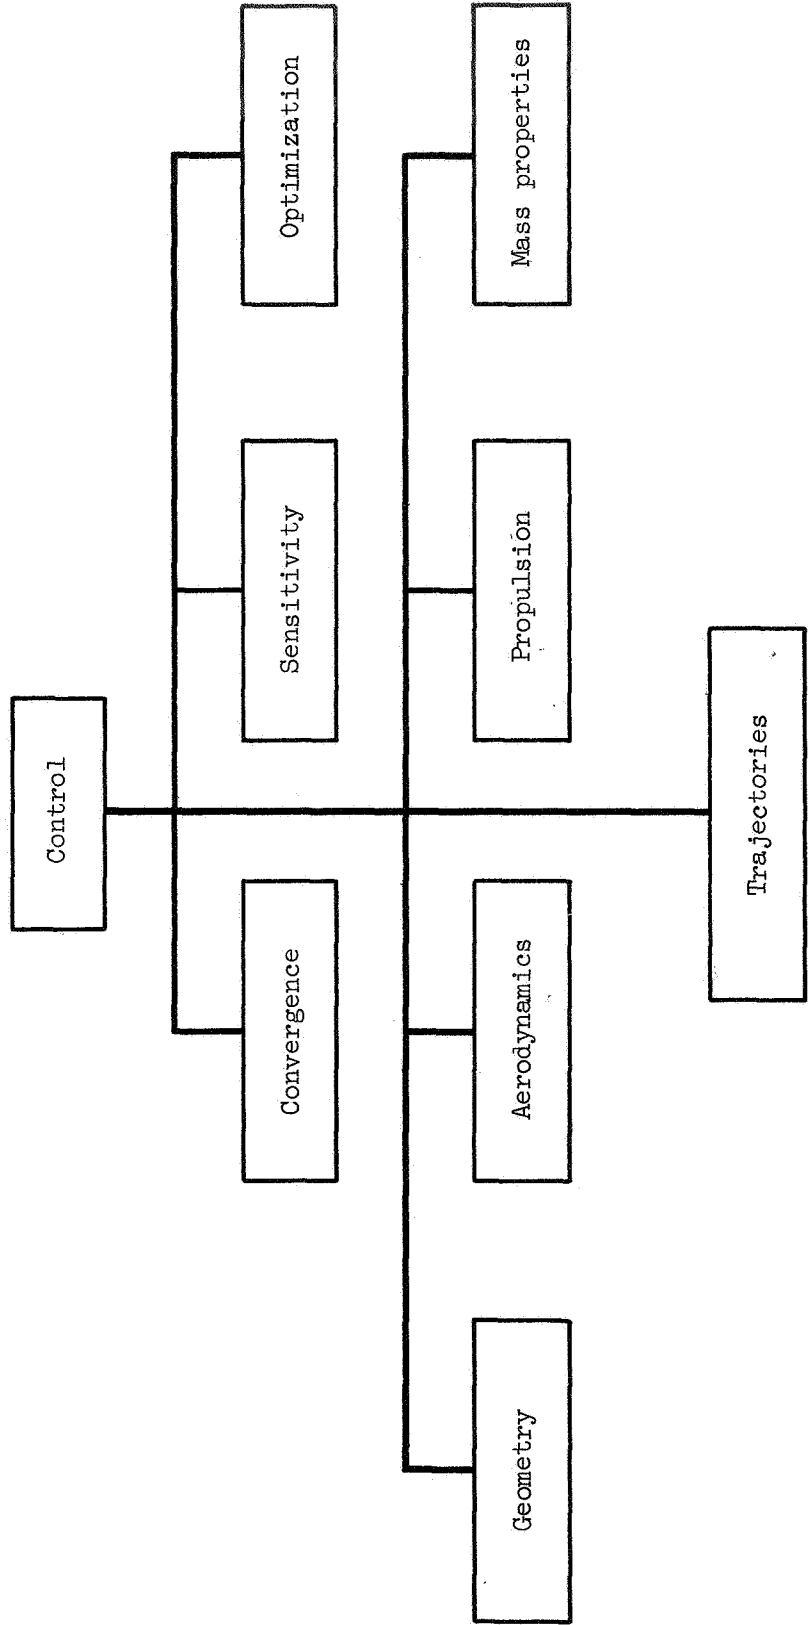 Control
Convergence
Sensitivity
Optimization
Geometry
Aerodynamics
Propulsion
Mass properties
Trajectories